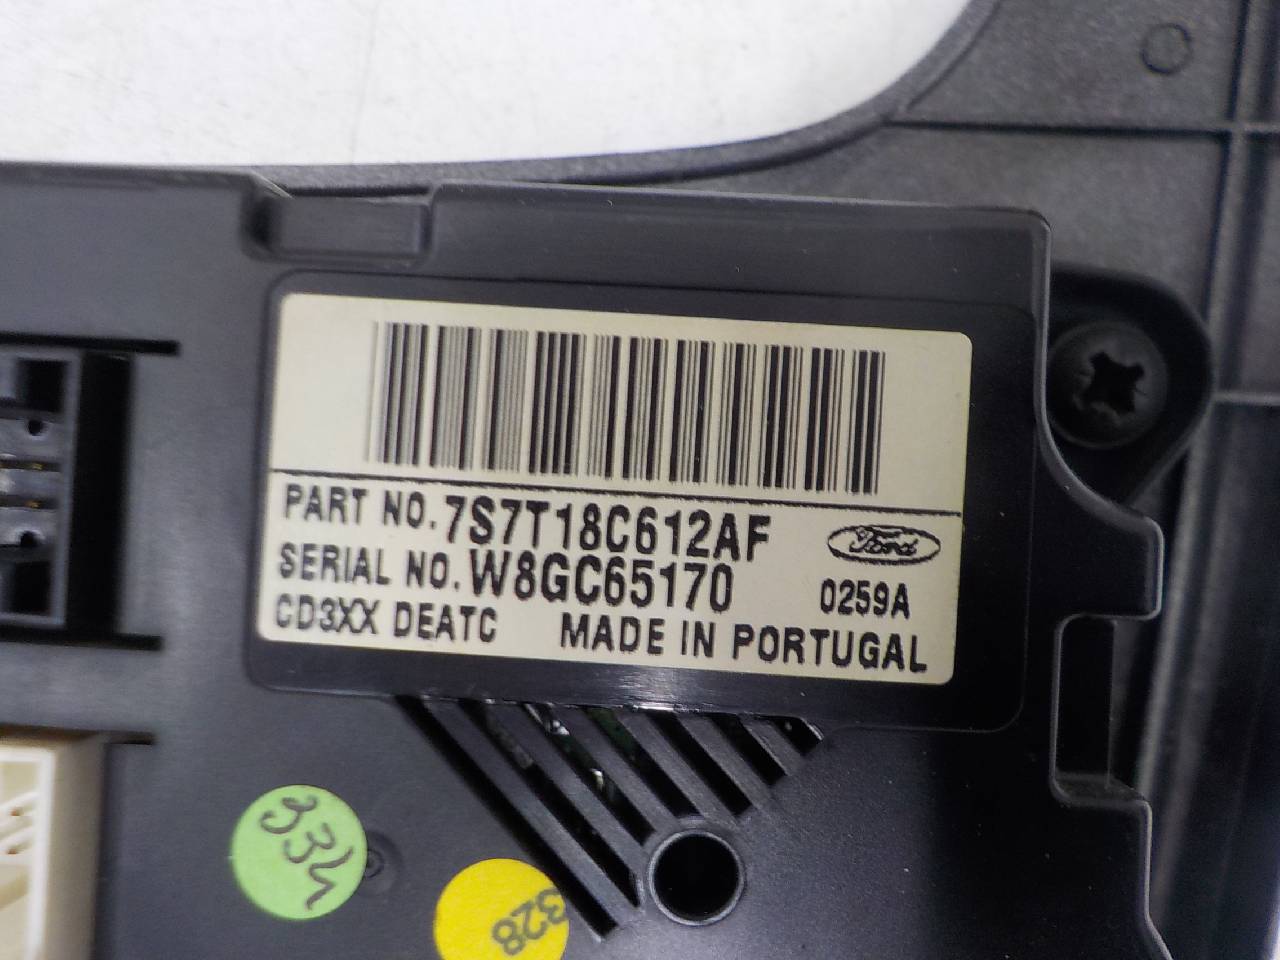 PART NO. 7S7T18C612AF
Ford
SERIAL NO. W8GC65170
0259A
CD3XX DEATC MADE IN PORTUGAL
334
328